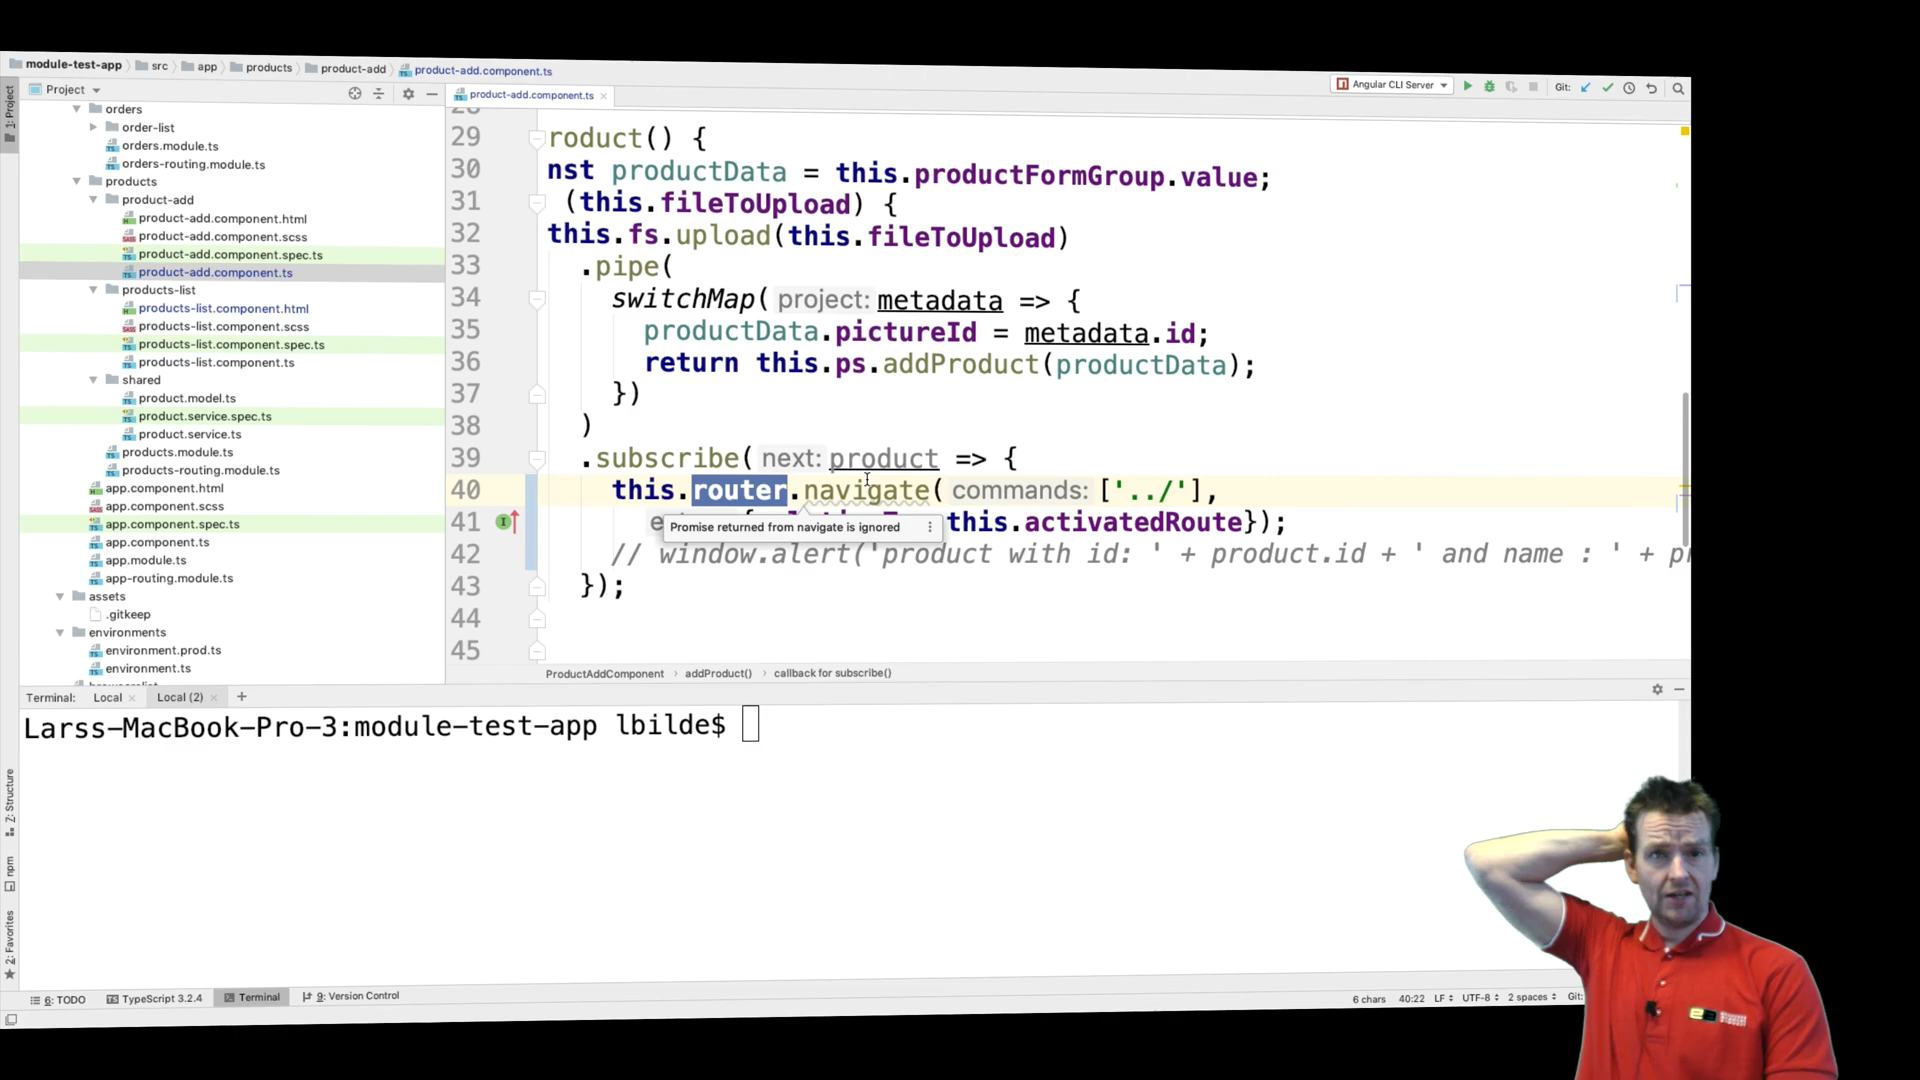 module-test-app src app products product-add product-add.component.ts
Angular CLI Server Git:
1: Project
Project
product-add.component.ts
orders
order-list
orders.module.ts
orders-routing.module.ts
products
product-add
product-add.component.html
product-add.component.scss
product-add.component.spec.ts
product-add.component.ts
products-list
products-list.component.html
products-list.component.scss
products-list.component.spec.ts
products-list.component.ts
shared
product.model.ts
product.service.spec.ts
product.service.ts
products.module.ts
products-routing.module.ts
app.component.html
app.component.scss
app.component.spec.ts
app.component.ts
app.module.ts
app-routing.module.ts
assets
.gitkeep
environments
environment.prod.ts
environment.ts
29 roduct() {
30 nst productData = this.productFormGroup.value;
31 (this.fileToUpload) {
32 this.fs.upload(this.fileToUpload)
33 .pipe(
34 switchMap( project: metadata => {
35 productData.pictureId = metadata.id;
36 return this.ps.addProduct(productData);
37 })
38 )
39 .subscribe( next: product => {
40 this.router.navigate( commands: ['../'],
41 this.activatedRoute});
Promise returned from navigate is ignored
42 // window.alert('product with id: ' + product.id + ' and name : ' + pr
43 });
44
45
ProductAddComponent addProduct() callback for subscribe()
Terminal: Local Local (2) +
Larss-MacBook-Pro-3:module-test-app lbilde$
Z: Structure
npm
2: Favorites
6: TODO TypeScript 3.2.4 Terminal 9: Version Control
6 chars 40:22 LF UTF-8 2 spaces Git: